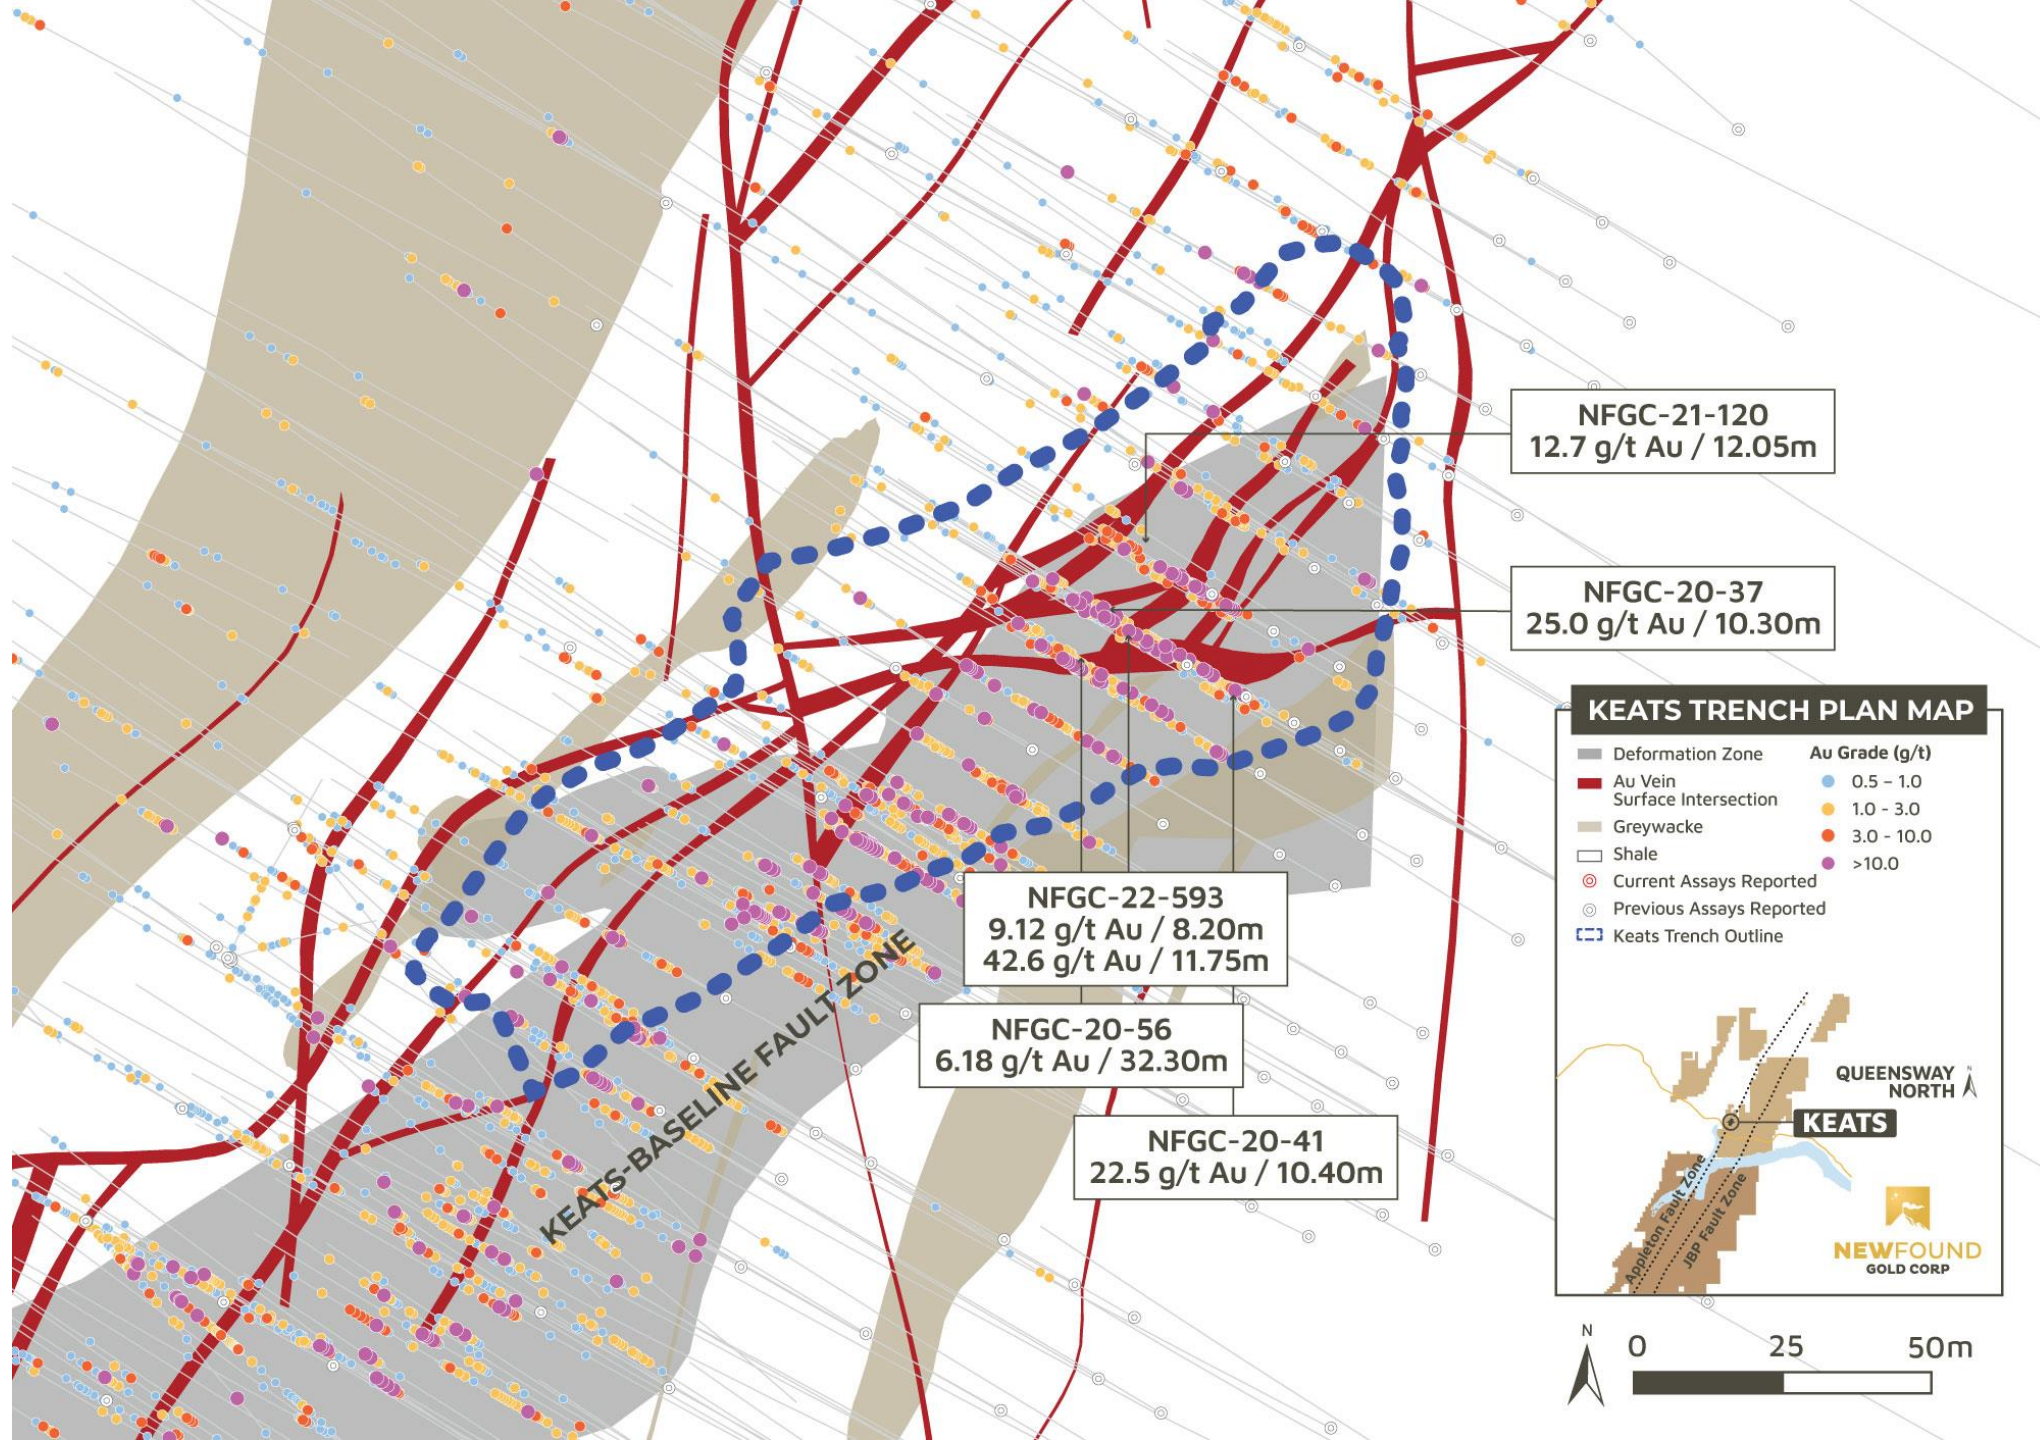 NFGC-21-120
12.7 g/t Au / 12.05m
NFGC-20-37
25.0 g/t Au / 10.30m
NFGC-22-593
9.12 g/t Au / 8.20m
42.6 g/t Au / 11.75m
NFGC-20-56
6.18 g/t Au / 32.30m
NFGC-20-41
22.5 g/t Au / 10.40m
KEATS-BASELINE FAULT ZONE
KEATS TRENCH PLAN MAP
Deformation Zone
Au Vein
Surface Intersection
Greywacke
Shale
Current Assays Reported
Previous Assays Reported
Keats Trench Outline
Au Grade (g/t)
0.5 – 1.0
1.0 - 3.0
3.0 - 10.0
>10.0
QUEENSWAY
NORTH
N
KEATS
Appleton Fault Zone
JBP Fault Zone
NEWFOUND
GOLD CORP
N
0 25 50m